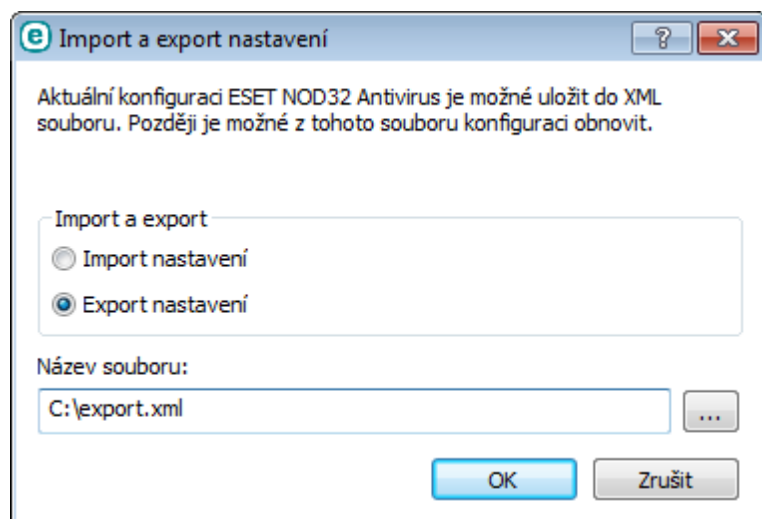 Import a export nastavení
Aktuální konfiguraci ESET NOD32 Antivirus je možné uložit do XML
souboru. Později je možné z tohoto souboru konfiguraci obnovit.
Import a export
Import nastavení
Export nastavení
Název souboru:
C:\export.xml
...
OK
Zrušit